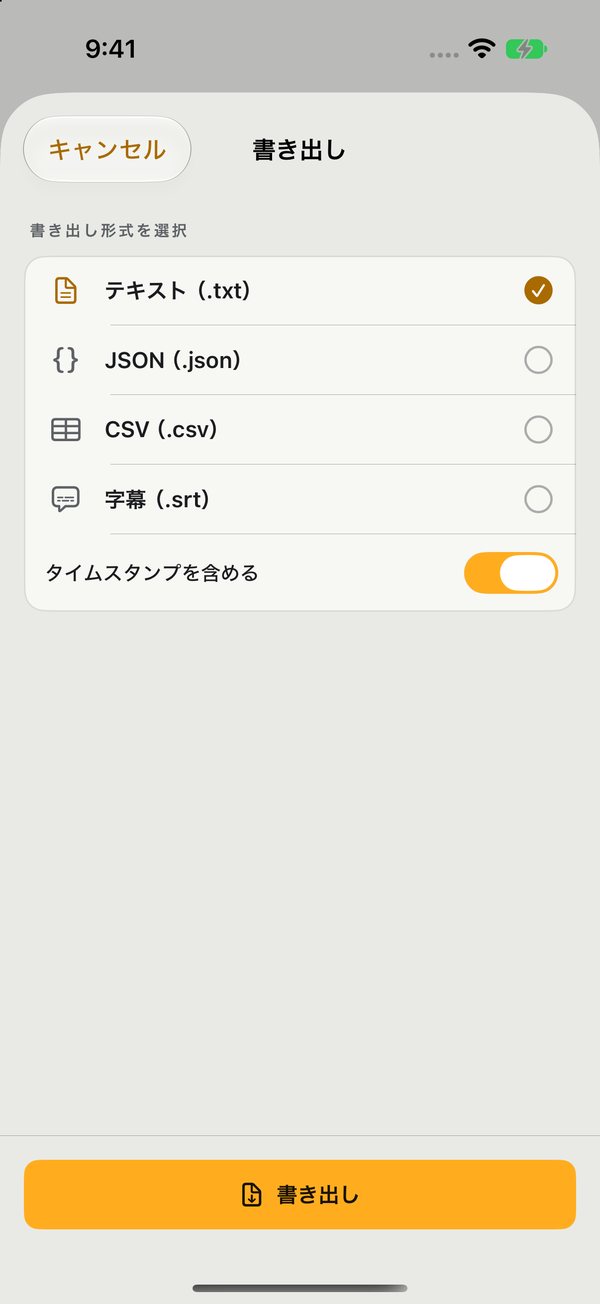 9:41
キャンセル
書き出し
書き出し形式を選択
テキスト（.txt）
JSON（.json）
CSV（.csv）
字幕（.srt）
タイムスタンプを含める
書き出し